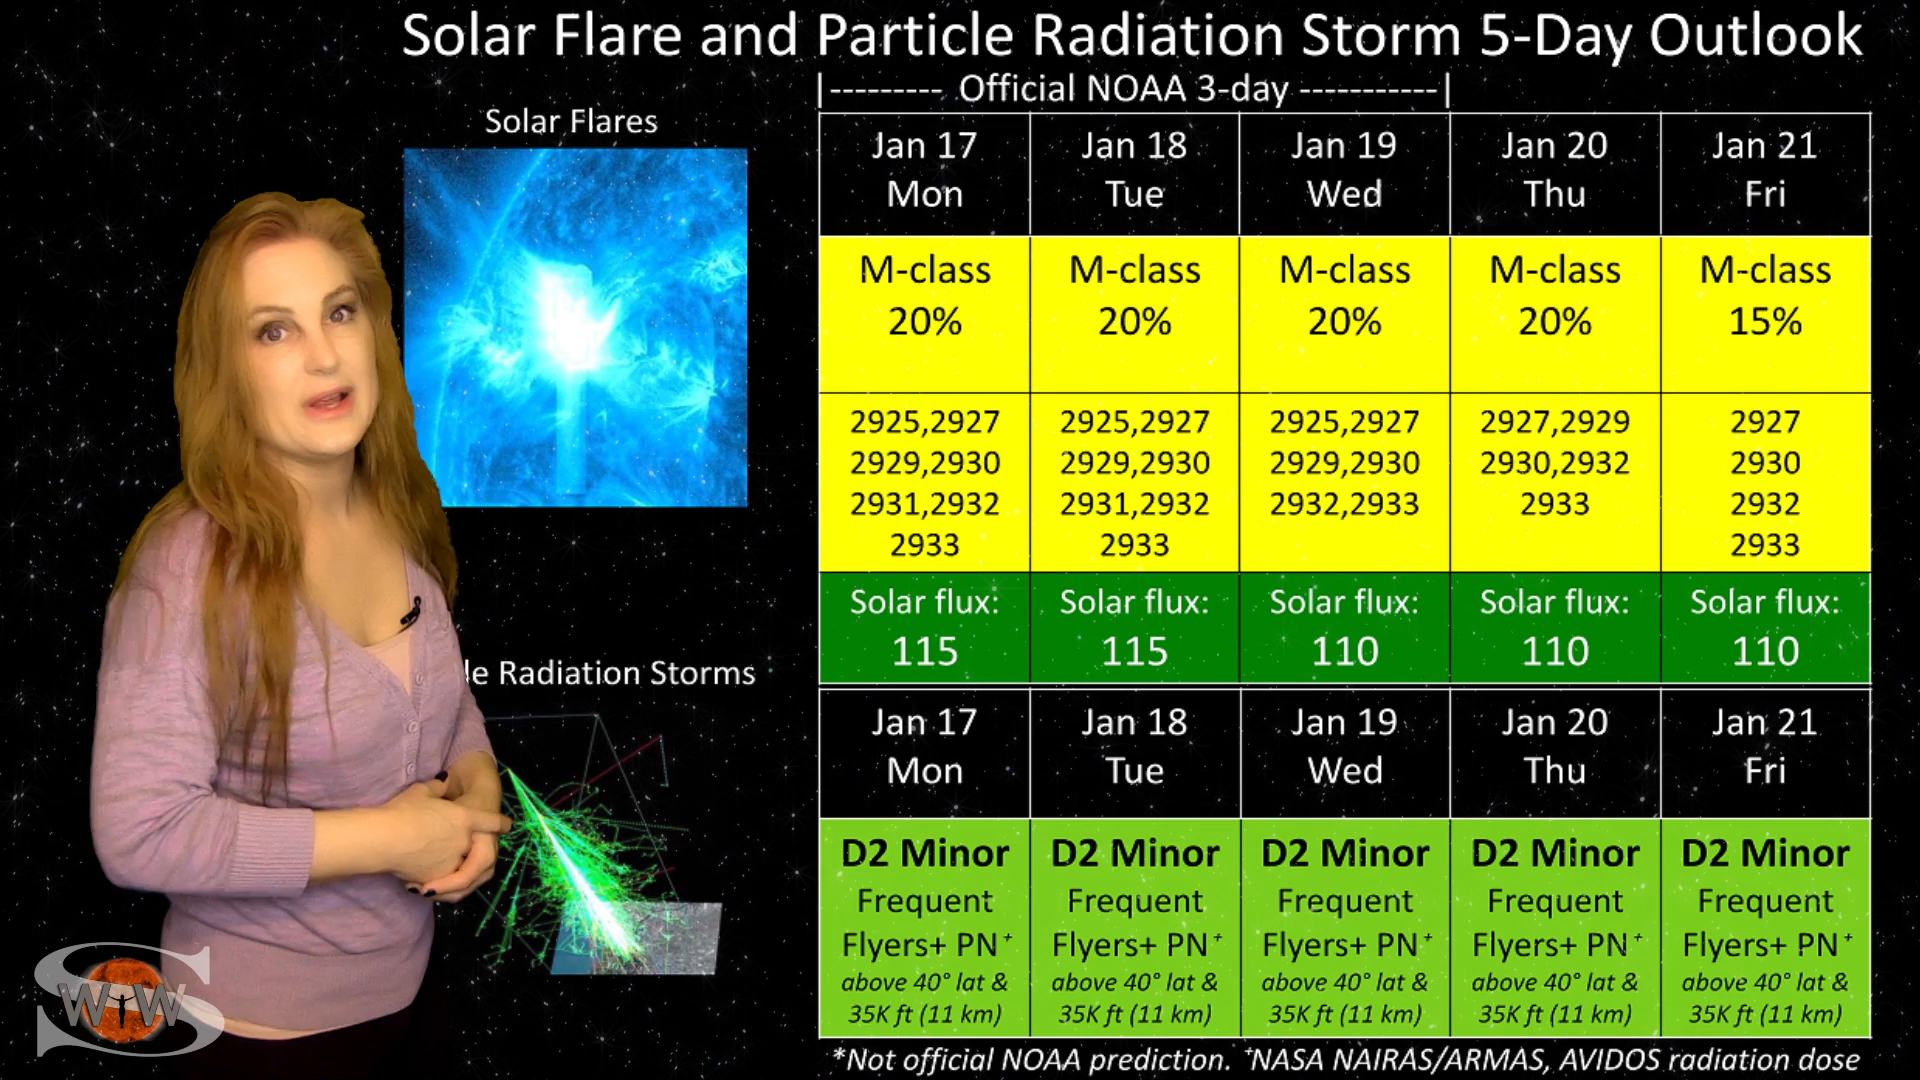 Solar Flare and Particle Radiation Storm 5-Day Outlook
|--------- Official NOAA 3-day -----------|
Solar Flares
Jan 17 Jan 18 Jan 19 Jan 20 Jan 21
Mon Tue Wed Thu Fri
M-class M-class M-class M-class M-class
20% 20% 20% 20% 15%
2925,2927 2925,2927 2925,2927 2927,2929 2927
2929,2930 2929,2930 2929,2930 2930,2932 2930
2931,2932 2931,2932 2932,2933 2933 2932
2933 2933 2933
Solar flux: Solar flux: Solar flux: Solar flux: Solar flux:
115 115 110 110 110
le Radiation Storms
Jan 17 Jan 18 Jan 19 Jan 20 Jan 21
Mon Tue Wed Thu Fri
D2 Minor D2 Minor D2 Minor D2 Minor D2 Minor
Frequent Frequent Frequent Frequent Frequent
Flyers+ PN⁺ Flyers+ PN⁺ Flyers+ PN⁺ Flyers+ PN⁺ Flyers+ PN⁺
above 40° lat & above 40° lat & above 40° lat & above 40° lat & above 40° lat &
35K ft (11 km) 35K ft (11 km) 35K ft (11 km) 35K ft (11 km) 35K ft (11 km)
S WTW
*Not official NOAA prediction. ⁺NASA NAIRAS/ARMAS, AVIDOS radiation dose